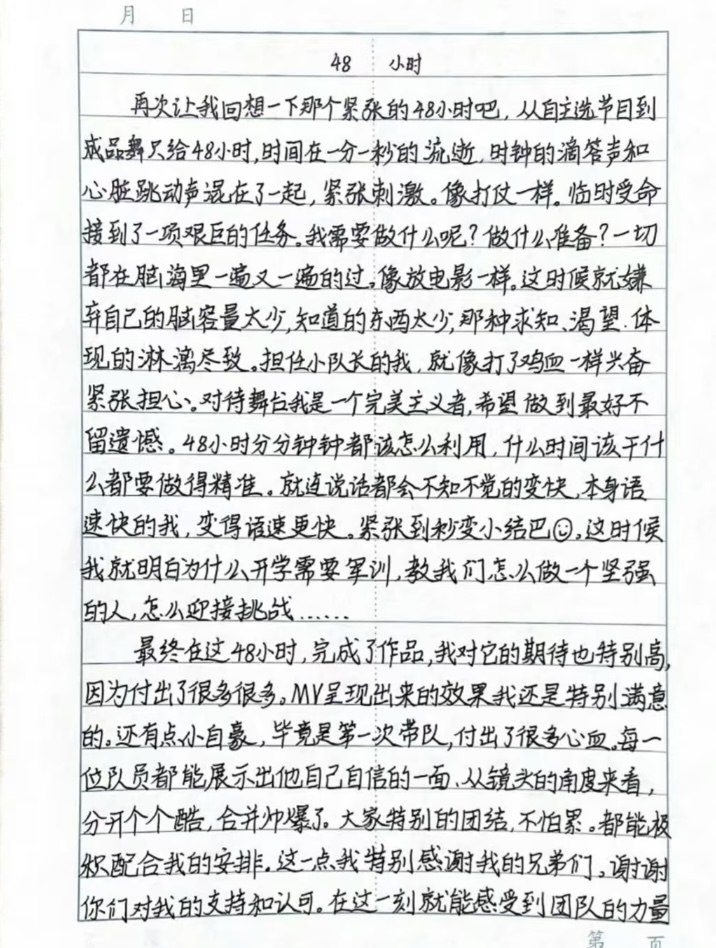 月 日
48 小时
再次让我回想一下那个紧张的48小时吧，从自主选节目到
成品舞只给48小时，时间在一分一秒的流逝，时钟的滴答声和
心脏跳动声混在了一起，紧张刺激。像打仗一样。临时受命
接到了一项艰巨的任务。我需要做什么呢？做什么准备？一切
都在脑海里一遍又一遍的过，像放电影一样。这时候就嫌
弃自己的脑容量太少，知道的东西太少，那种求知、渴望．体
现的淋漓尽致。担任小队长的我，就像打了鸡血一样兴奋
紧张担心、。对待舞台我是一个完美主义者，希望做到最好不
留遗憾。48小时分分钟钟都该怎么利用，什么时间该干什
么都要做得精准。就连说话都会不知不觉的变快，本身语
速快的我，变得语速更快。紧张到秒变小结巴☺。这时候
我就明白为什么开学需要军训，教我们怎么做一个坚强
的人，怎么迎接挑战……
最终在这48小时，完成了作品，我对它的期待也特别高，
因为付出了很多很多。MV呈现出来的效果我还是特别满意
的。还有点小自豪，毕竟是第一次带队，付出了很多心血。每一
位队员都能展示出他自己自信的一面、从镜头的角度来看，
分开个个酷，合并帅爆了。大家特别的团结，不怕累。都能极
积配合我的安排．这一点我特别感谢我的兄弟们，谢谢
你们对我的支持和认可。在这一刻就能感受到团队的力量
第 页